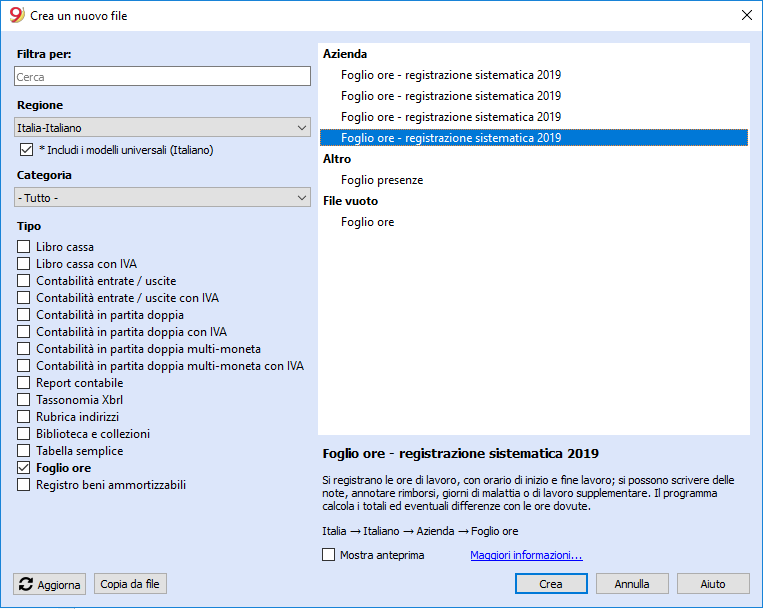 Crea un nuovo file
Filtra per:
Cerca
Regione
Italia-Italiano
* Includi i modelli universali (Italiano)
Categoria
- Tutto -
Tipo
Libro cassa
Libro cassa con IVA
Contabilità entrate / uscite
Contabilità entrate / uscite con IVA
Contabilità in partita doppia
Contabilità in partita doppia con IVA
Contabilità in partita doppia multi-moneta
Contabilità in partita doppia multi-moneta con IVA
Report contabile
Tassonomia Xbrl
Rubrica indirizzi
Biblioteca e collezioni
Tabella semplice
Foglio ore
Registro beni ammortizzabili
Azienda
Foglio ore - registrazione sistematica 2019
Foglio ore - registrazione sistematica 2019
Foglio ore - registrazione sistematica 2019
Foglio ore - registrazione sistematica 2019
Altro
Foglio presenze
File vuoto
Foglio ore
Foglio ore - registrazione sistematica 2019
Si registrano le ore di lavoro, con orario di inizio e fine lavoro; si possono scrivere delle
note, annotare rimborsi, giorni di malattia o di lavoro supplementare. Il programma
calcola i totali ed eventuali differenze con le ore dovute.
Italia → Italiano → Azienda → Foglio ore
Mostra anteprima
Maggiori informazioni...
Aggiorna
Copia da file
Crea
Annulla
Aiuto